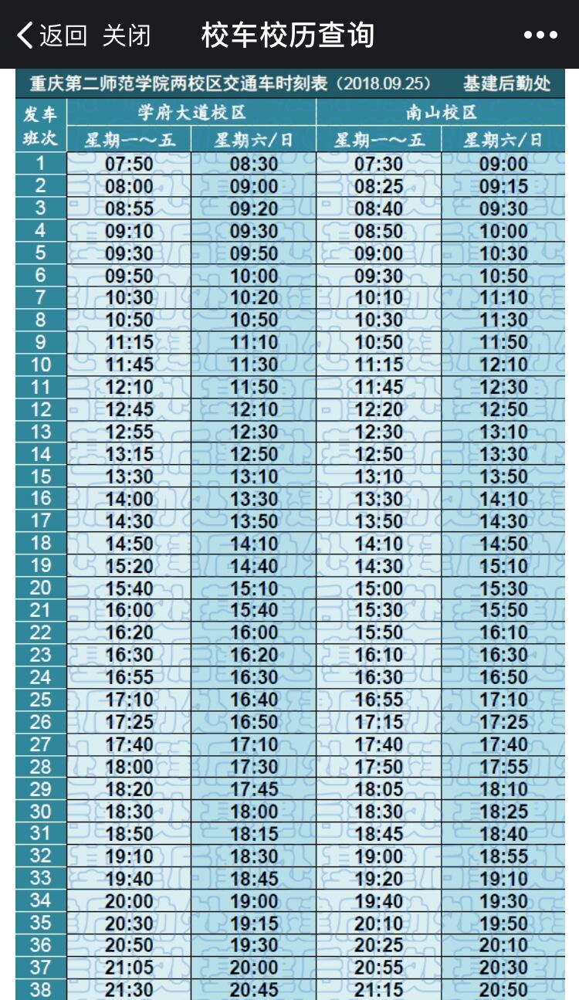 返回 关闭 校车校历查询
重庆第二师范学院两校区交通车时刻表（2018.09.25） 基建后勤处
发车班次 学府大道校区 南山校区
星期一～五 星期六/日 星期一～五 星期六/日
1 07:50 08:30 07:30 09:00
2 08:00 09:00 08:25 09:15
3 08:55 09:20 08:40 09:30
4 09:10 09:30 08:50 10:00
5 09:30 09:50 09:00 10:30
6 09:50 10:00 09:30 10:50
7 10:30 10:20 10:10 11:10
8 10:50 10:50 10:30 11:30
9 11:15 11:10 10:50 11:50
10 11:45 11:30 11:15 12:10
11 12:10 11:50 11:45 12:30
12 12:45 12:10 12:20 12:50
13 12:55 12:30 12:30 13:10
14 13:15 12:50 12:50 13:30
15 13:30 13:10 13:10 13:50
16 14:00 13:30 13:30 14:10
17 14:30 13:50 13:50 14:30
18 14:50 14:10 14:10 14:50
19 15:20 14:40 14:30 15:10
20 15:40 15:10 15:00 15:30
21 16:00 15:40 15:30 15:50
22 16:20 16:00 15:50 16:10
23 16:30 16:20 16:10 16:30
24 16:55 16:30 16:30 16:50
25 17:10 16:40 16:55 17:10
26 17:25 16:50 17:15 17:25
27 17:40 17:10 17:40 17:40
28 18:00 17:30 17:50 17:55
29 18:20 17:45 18:05 18:10
30 18:30 18:00 18:30 18:25
31 18:50 18:15 18:45 18:40
32 19:10 18:30 19:00 18:55
33 19:40 18:45 19:20 19:10
34 20:00 19:00 19:40 19:30
35 20:30 19:15 20:10 19:50
36 20:50 19:30 20:25 20:10
37 21:05 20:00 20:55 20:30
38 21:30 20:45 21:15 20:50